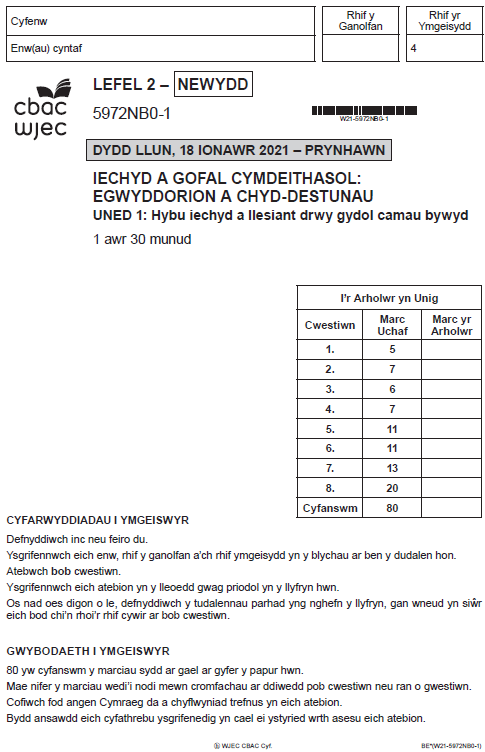 Cyfenw
Rhif y
Ganolfan
Rhif yr
Ymgeisydd
Enw(au) cyntaf
4
cbac
wjec
LEFEL 2 – NEWYDD
5972NB0-1
W21-5972NB0-1
DYDD LLUN, 18 IONAWR 2021 – PRYNHAWN
IECHYD A GOFAL CYMDEITHASOL:
EGWYDDORION A CHYD-DESTUNAU
UNED 1: Hybu iechyd a llesiant drwy gydol camau bywyd
1 awr 30 munud
I'r Arholwr yn Unig
Cwestiwn Marc Uchaf Marc yr Arholwr
1. 5
2. 7
3. 6
4. 7
5. 11
6. 11
7. 13
8. 20
Cyfanswm 80
CYFARWYDDIADAU I YMGEISWYR
Defnyddiwch inc neu feiro du.
Ysgrifennwch eich enw, rhif y ganolfan a'ch rhif ymgeisydd yn y blychau ar ben y dudalen hon.
Atebwch bob cwestiwn.
Ysgrifennwch eich atebion yn y lleoedd gwag priodol yn y llyfryn hwn.
Os nad oes digon o le, defnyddiwch y tudalennau parhad yng nghefn y llyfryn, gan wneud yn siŵr
eich bod chi'n rhoi'r rhif cywir ar bob cwestiwn.
GWYBODAETH I YMGEISWYR
80 yw cyfanswm y marciau sydd ar gael ar gyfer y papur hwn.
Mae nifer y marciau wedi'i nodi mewn cromfachau ar ddiwedd pob cwestiwn neu ran o gwestiwn.
Cofiwch fod angen Cymraeg da a chyflwyniad trefnus yn eich atebion.
Bydd ansawdd eich cyfathrebu ysgrifenedig yn cael ei ystyried wrth asesu eich atebion.
Ⓗ WJEC CBAC Cyf.
BE*(W21-5972NB0-1)